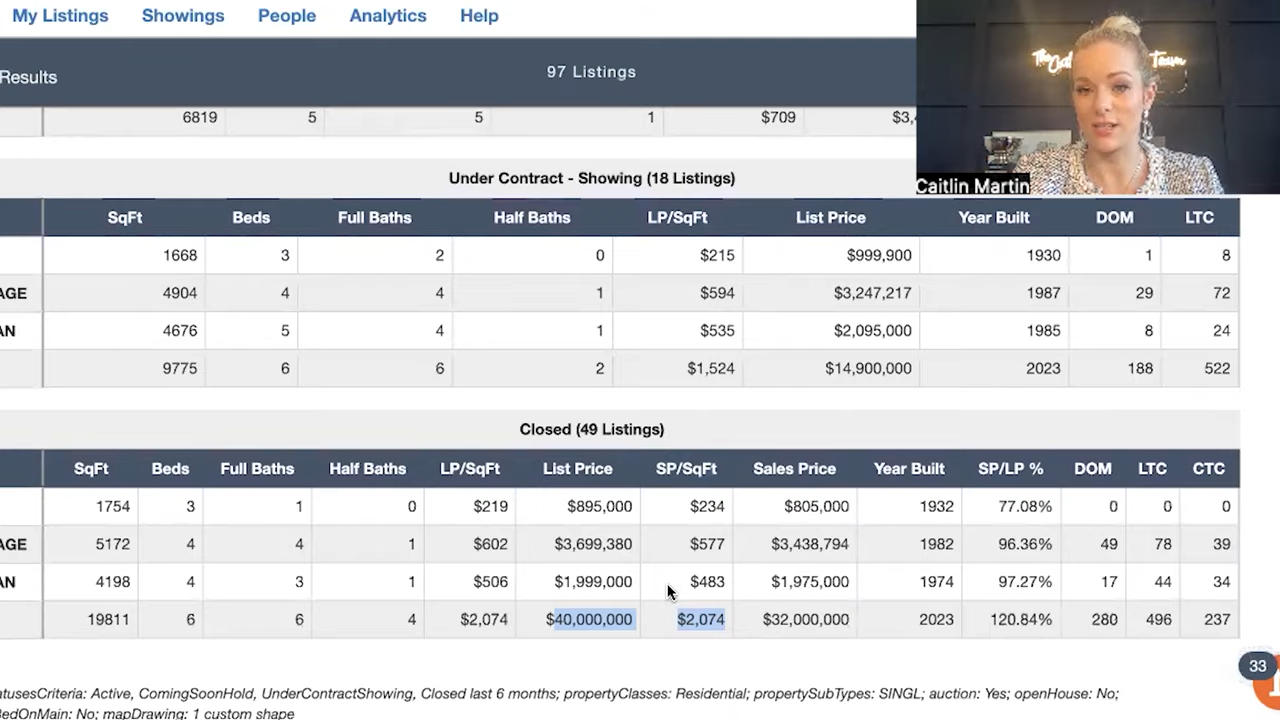 My Listings Showings People Analytics Help
Results 97 Listings
The Team
Caitlin Martin
6819 5 5 1 $709
Under Contract - Showing (18 Listings)
SqFt Beds Full Baths Half Baths LP/SqFt List Price Year Built DOM LTC
1668 3 2 0 $215 $999,900 1930 1 8
AGE 4904 4 4 1 $594 $3,247,217 1987 29 72
AN 4676 5 4 1 $535 $2,095,000 1985 8 24
9775 6 6 2 $1,524 $14,900,000 2023 188 522
Closed (49 Listings)
SqFt Beds Full Baths Half Baths LP/SqFt List Price SP/SqFt Sales Price Year Built SP/LP % DOM LTC CTC
1754 3 1 0 $219 $895,000 $234 $805,000 1932 77.08% 0 0 0
AGE 5172 4 4 1 $602 $3,699,380 $577 $3,438,794 1982 96.36% 49 78 39
AN 4198 4 3 1 $506 $1,999,000 $483 $1,975,000 1974 97.27% 17 44 34
19811 6 6 4 $2,074 $40,000,000 $2,074 $32,000,000 2023 120.84% 280 496 237
33
atusesCriteria: Active, ComingSoonHold, UnderContractShowing, Closed last 6 months; propertyClasses: Residential; propertySubTypes: SINGL; auction: Yes; openHouse: No;
BedOnMain: No; mapDrawing: 1 custom shape